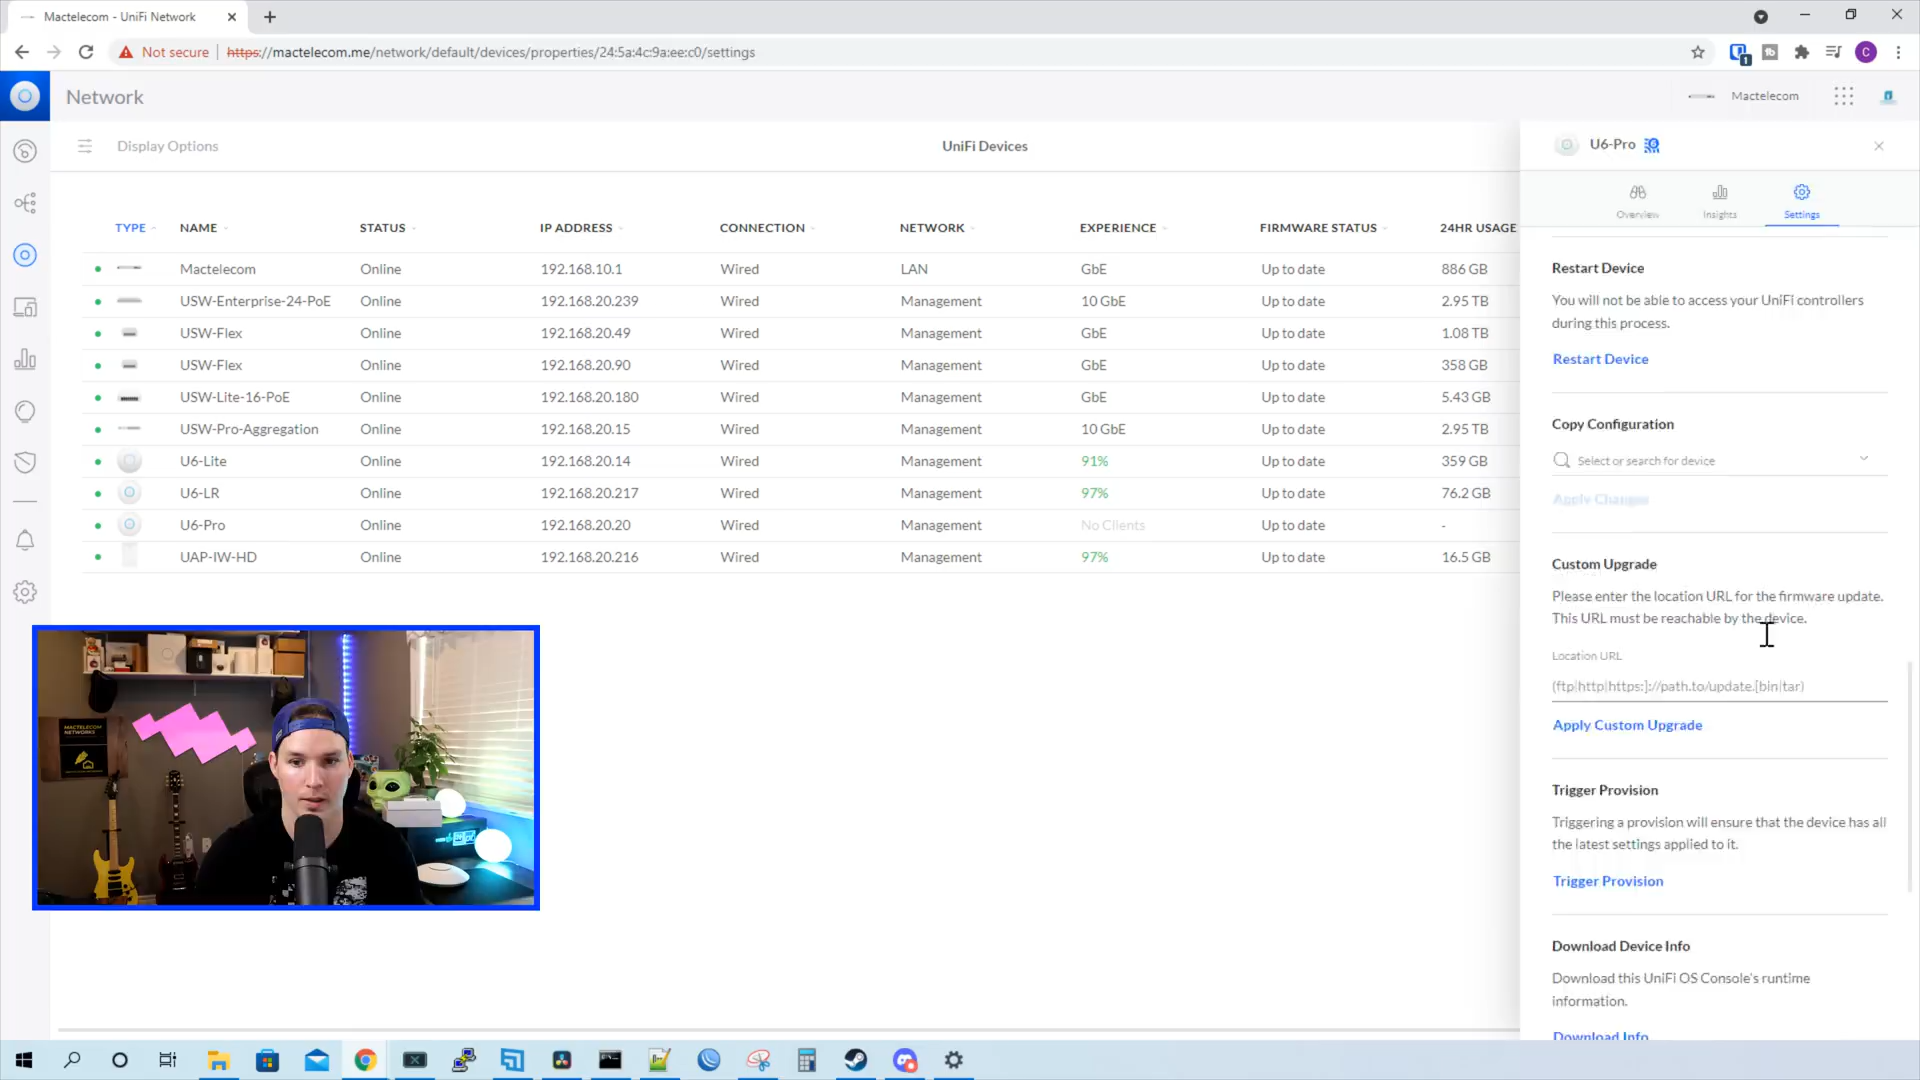 Mactelecom - UniFi Network
Not secure https://mactelecom.me/network/default/devices/properties/24:5a:4c:9a:ee:c0/settings
1
C
Network
Mactelecom
Display Options
UniFi Devices
U6-Pro
Overview Insights Settings
TYPE NAME STATUS IP ADDRESS CONNECTION NETWORK EXPERIENCE FIRMWARE STATUS 24HR USAGE
Mactelecom Online 192.168.10.1 Wired LAN GbE Up to date 886 GB
USW-Enterprise-24-PoE Online 192.168.20.239 Wired Management 10 GbE Up to date 2.95 TB
USW-Flex Online 192.168.20.49 Wired Management GbE Up to date 1.08 TB
USW-Flex Online 192.168.20.90 Wired Management GbE Up to date 358 GB
USW-Lite-16-PoE Online 192.168.20.180 Wired Management GbE Up to date 5.43 GB
USW-Pro-Aggregation Online 192.168.20.15 Wired Management 10 GbE Up to date 2.95 TB
U6-Lite Online 192.168.20.14 Wired Management 91% Up to date 359 GB
U6-LR Online 192.168.20.217 Wired Management 97% Up to date 76.2 GB
U6-Pro Online 192.168.20.20 Wired Management No Clients Up to date -
UAP-IW-HD Online 192.168.20.216 Wired Management 97% Up to date 16.5 GB
Restart Device
You will not be able to access your UniFi controllers
during this process.
Restart Device
Copy Configuration
Select or search for device
Apply Changes
Custom Upgrade
Please enter the location URL for the firmware update.
This URL must be reachable by the device.
Location URL
(ftp|http|https:]://path.to/update.[bin|tar)
Apply Custom Upgrade
Trigger Provision
Triggering a provision will ensure that the device has all
the latest settings applied to it.
Trigger Provision
Download Device Info
Download this UniFi OS Console's runtime
information.
Download Info
MACTELECOM
NETWORKS